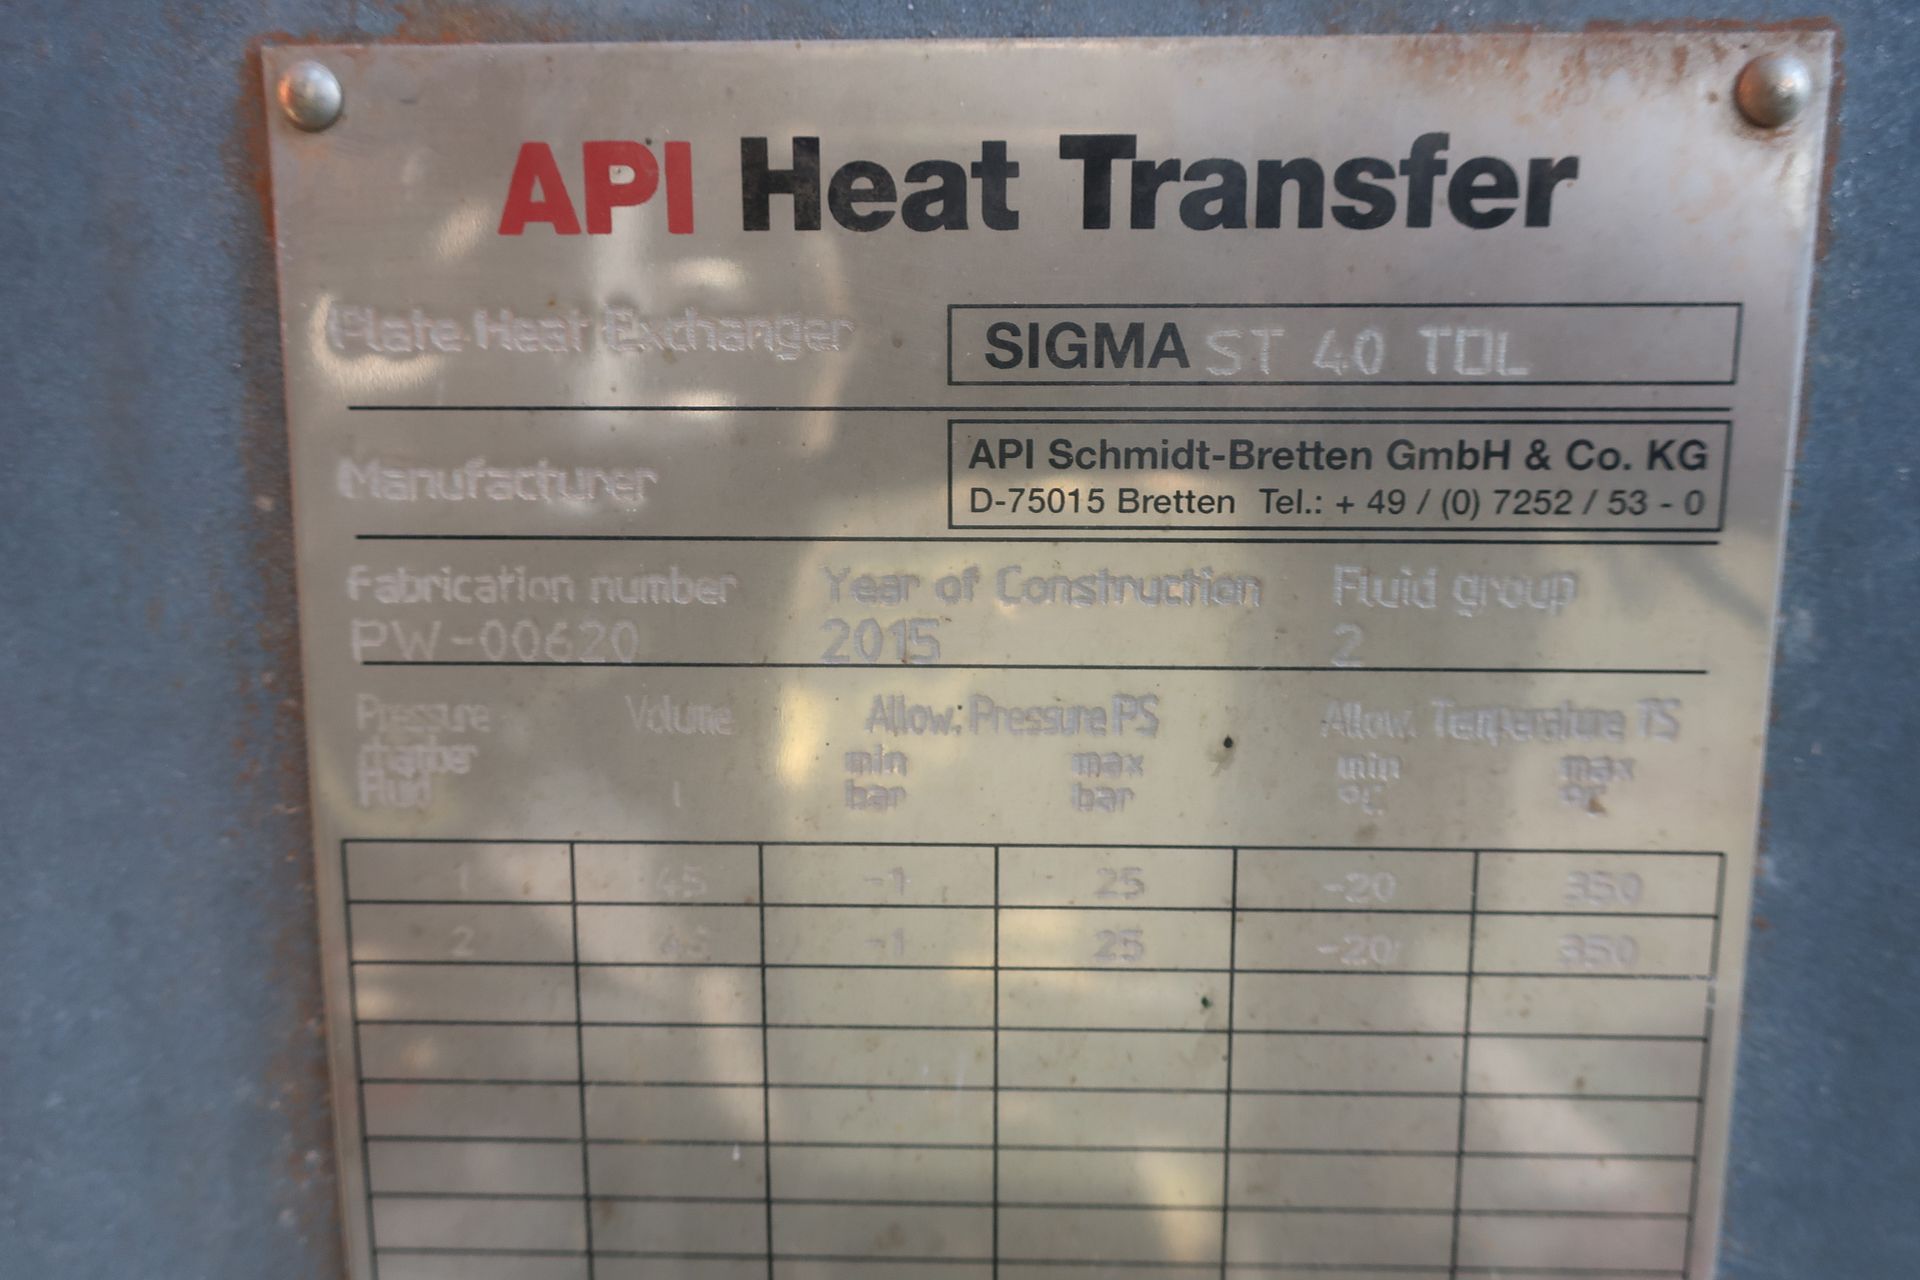 API Heat Transfer
Plate Heat Exchanger SIGMA ST 40 TDL
Manufacturer API Schmidt-Bretten GmbH & Co. KG
D-75015 Bretten Tel.: + 49 / (0) 7252 / 53 - 0
Fabrication number Year of Construction Fluid group
PW-00620 2015 2
Pressure Volume Allow. Pressure PS Allow. Temperature TS
chamber min max min max
Fluid l bar bar °C °C
1 45 -1 25 -20 350
2 45 -1 25 -20 350